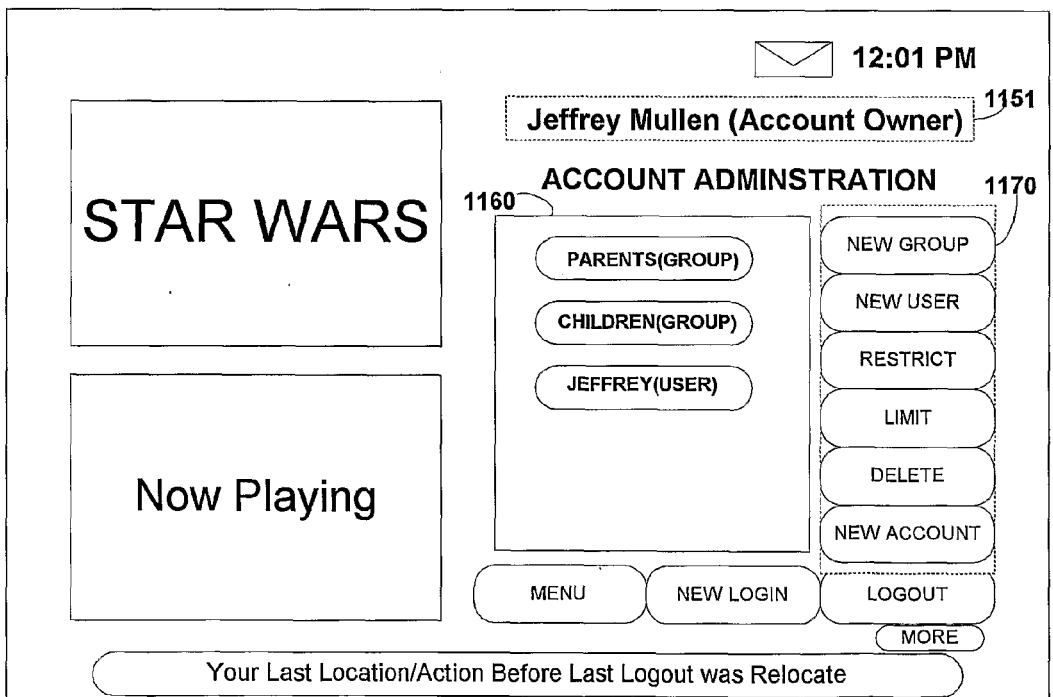 12:01 PM
1151
Jeffrey Mullen (Account Owner)
STAR WARS
ACCOUNT ADMINSTRATION
1160
1170
PARENTS(GROUP)
CHILDREN(GROUP)
JEFFREY(USER)
NEW GROUP
NEW USER
RESTRICT
LIMIT
DELETE
NEW ACCOUNT
Now Playing
MENU
NEW LOGIN
LOGOUT
MORE
Your Last Location/Action Before Last Logout was Relocate